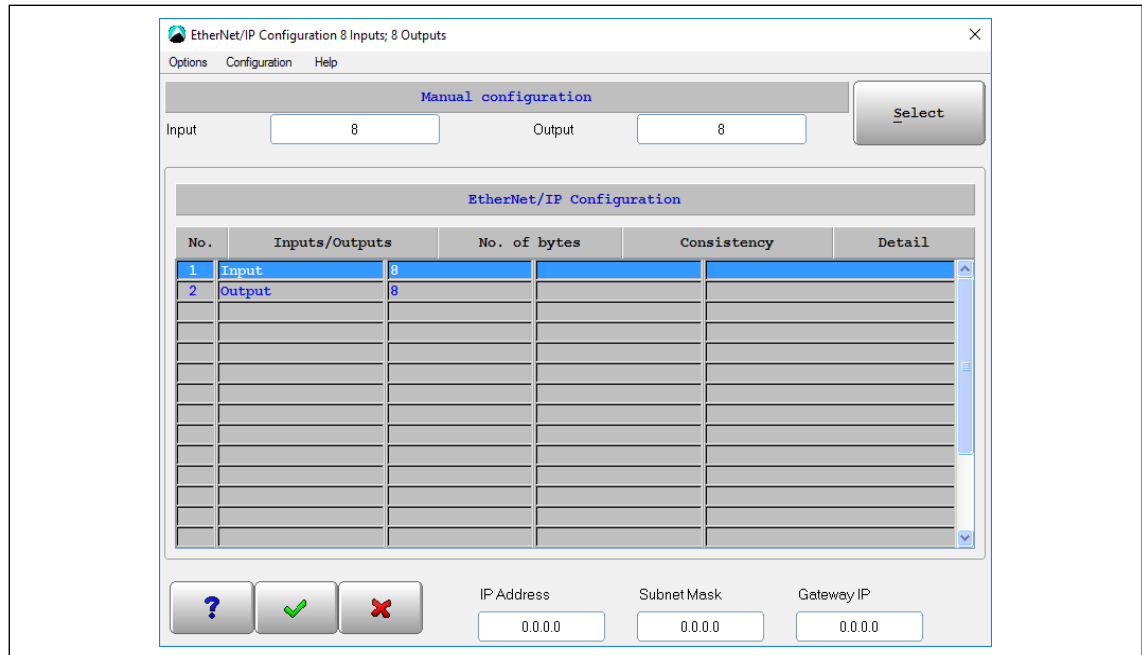 EtherNet/IP Configuration 8 Inputs; 8 Outputs
Options Configuration Help
Manual configuration
Select
Input 8 Output 8
EtherNet/IP Configuration
No. Inputs/Outputs No. of bytes Consistency Detail
1 Input 8
2 Output 8
?
IP Address Subnet Mask Gateway IP
0.0.0.0 0.0.0.0 0.0.0.0